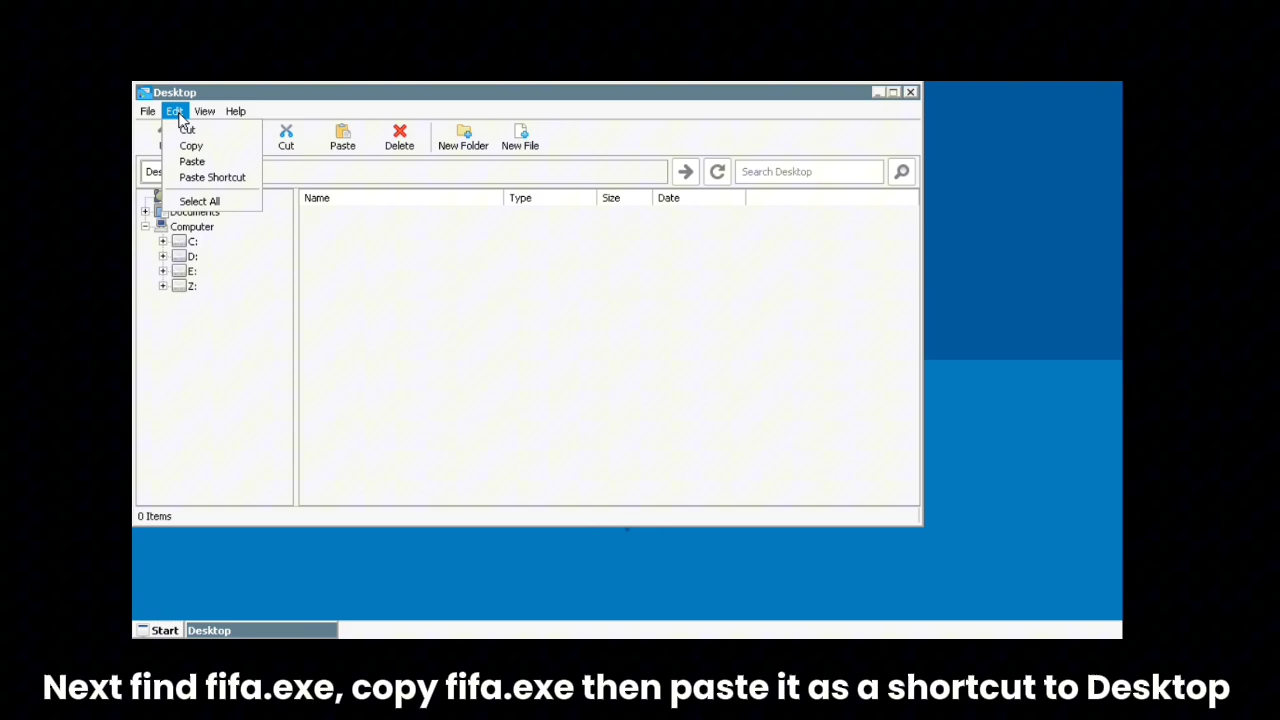 Desktop
File Edit View Help
Cut
Copy
Paste
Paste Shortcut
Select All
Cut Paste Delete New Folder New File
Search Desktop
Documents
Computer
C:
D:
E:
Z:
Name Type Size Date
0 Items
Start Desktop
Next find fifa.exe, copy fifa.exe then paste it as a shortcut to Desktop